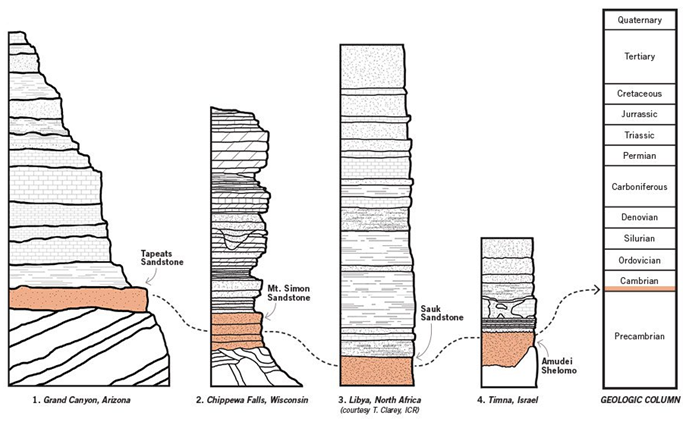 Quaternary
Tertiary
Cretaceous
Jurrassic
Triassic
Permian
Carboniferous
Denovian
Silurian
Ordovician
Cambrian
Precambrian
Tapeats
Sandstone
Mt. Simon
Sandstone
Sauk
Sandstone
Amudei
Shelomo
1. Grand Canyon, Arizona
2. Chippewa Falls, Wisconsin
3. Libya, North Africa
(courtesy T. Clarey, ICR)
4. Timna, Israel
GEOLOGIC COLUMN